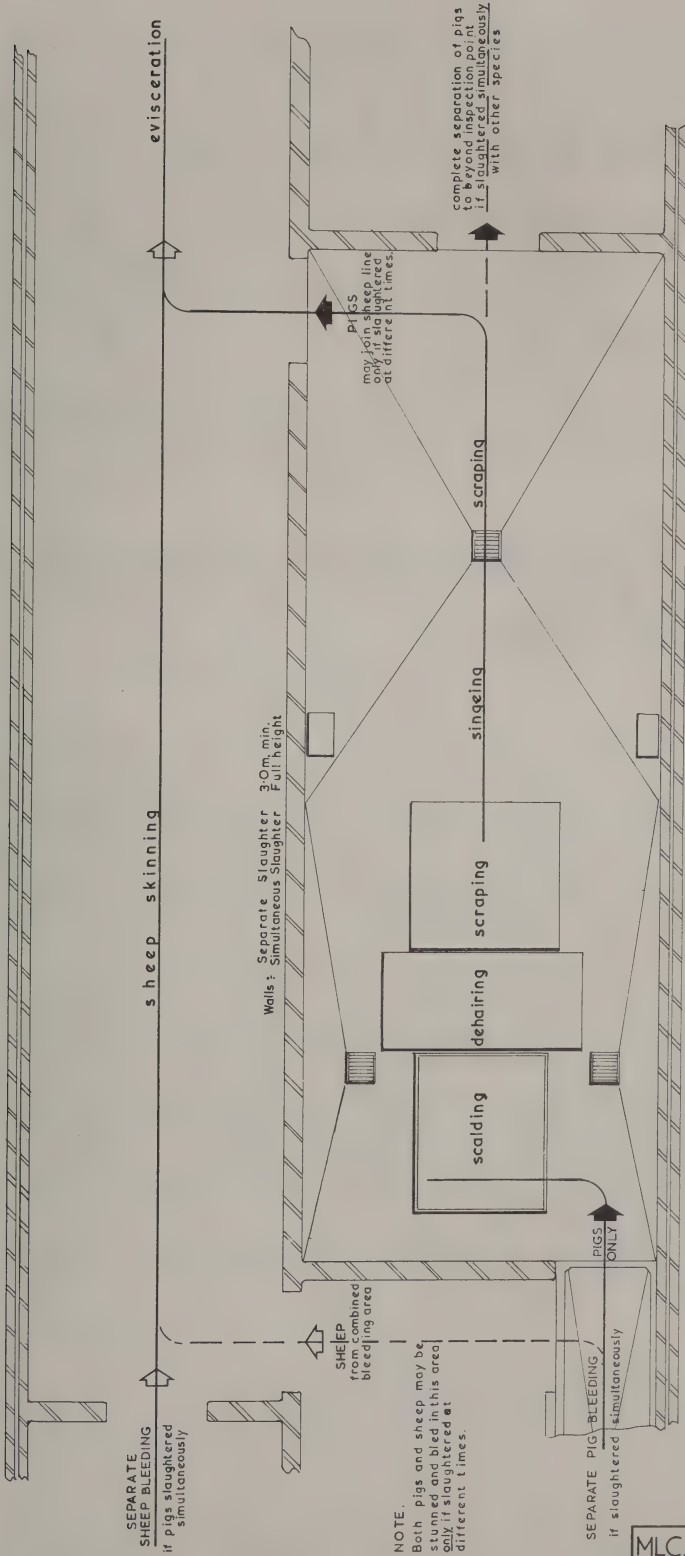 evisceration
complete separation of pigs
to beyond inspection point
if slaughtered simultaneously
with other species
PIGS
may join sheep line
only if slaughtered
at different times.
sheep skinning
Walls : Separate Slaughter 3·0m. min.
Simultaneous Slaughter Full height
scraping
singeing
scraping
dehairing
scalding
SEPARATE
SHEEP BLEEDING
if pigs slaughtered
simultaneously
SHEEP
from combined
bleeding area
NOTE.
Both pigs and sheep may be
stunned and bled in this area
only if slaughtered at
different times.
PIGS
ONLY
SEPARATE PIG BLEEDING
if slaughtered simultaneously
MLC